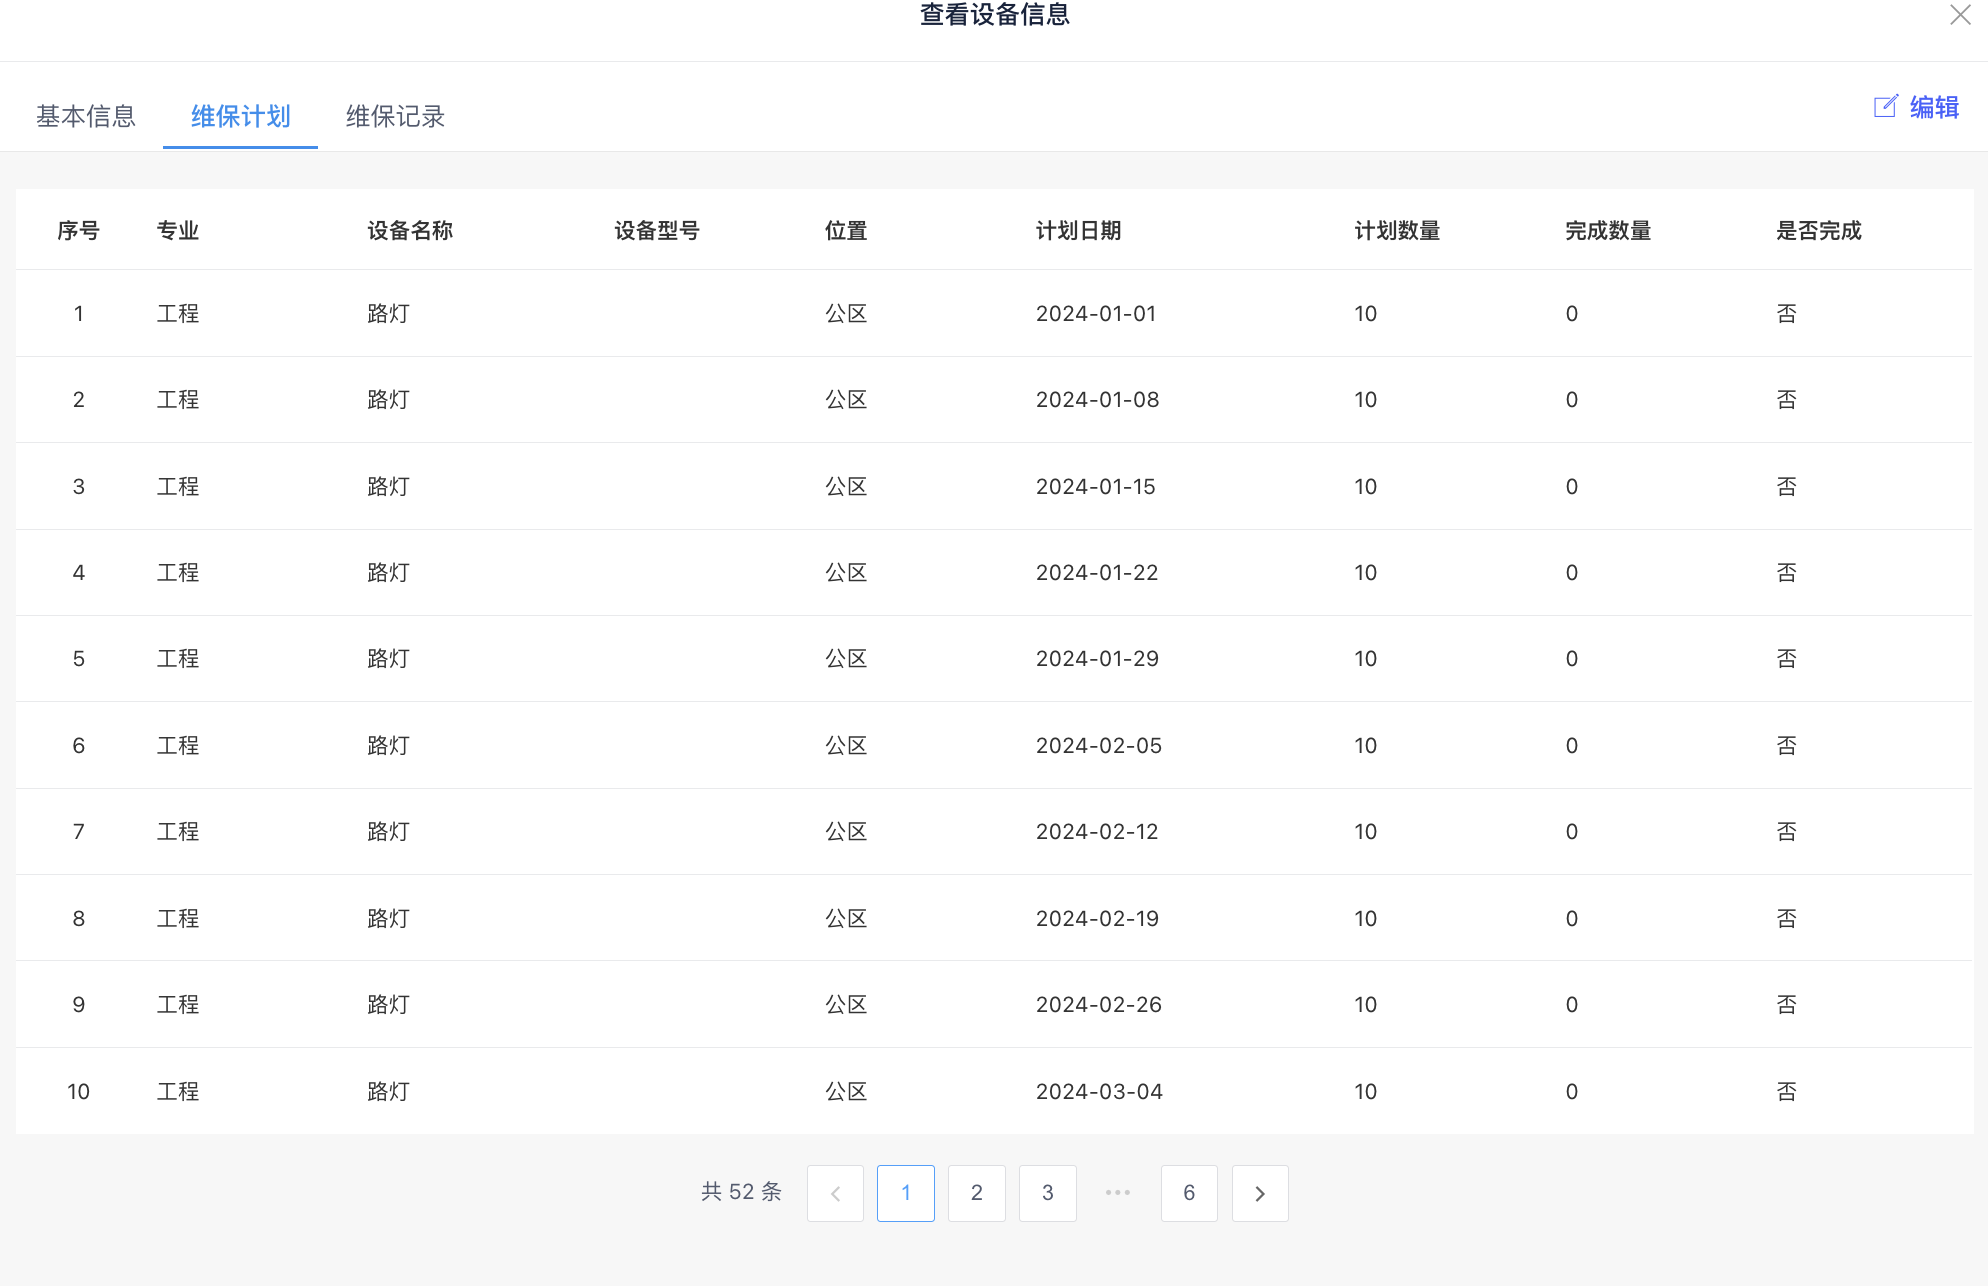 查看设备信息
基本信息 维保计划 维保记录 编辑
序号 专业 设备名称 设备型号 位置 计划日期 计划数量 完成数量 是否完成
1 工程 路灯 公区 2024-01-01 10 0 否
2 工程 路灯 公区 2024-01-08 10 0 否
3 工程 路灯 公区 2024-01-15 10 0 否
4 工程 路灯 公区 2024-01-22 10 0 否
5 工程 路灯 公区 2024-01-29 10 0 否
6 工程 路灯 公区 2024-02-05 10 0 否
7 工程 路灯 公区 2024-02-12 10 0 否
8 工程 路灯 公区 2024-02-19 10 0 否
9 工程 路灯 公区 2024-02-26 10 0 否
10 工程 路灯 公区 2024-03-04 10 0 否
共 52 条 1 2 3 ••• 6